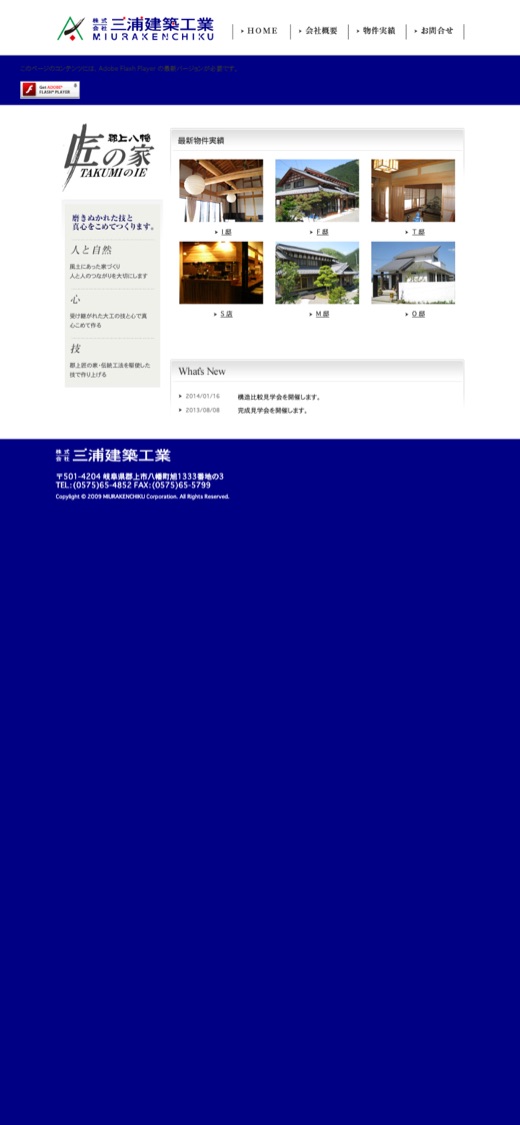 株式会社 三浦建築工業
MIURAKENCHIKU
HOME
会社概要
物件実績
お問合せ
このページのコンテンツには、Adobe Flash Player の最新バージョンが必要です。
Get ADOBE®
FLASH® PLAYER
郡上八幡
匠の家
TAKUMIのIE
磨きぬかれた技と
真心をこめてつくります。
人と自然
風土にあった家づくり
人と人のつながりを大切にします
心
受け継がれた大工の技と心で真
心こめて作る
技
郡上匠の家・伝統工法を駆使した
技で作り上げる
最新物件実績
I 邸
F 邸
T 邸
S 店
M 邸
O 邸
What's New
2014/01/16 構造比較見学会を開催します。
2013/08/08 完成見学会を開催します。
株式会社 三浦建築工業
〒501-4204 岐阜県郡上市八幡町旭1333番地の3
TEL:(0575)65-4852 FAX:(0575)65-5799
Copylight © 2009 MIURAKENCHIKU Corporation. All Rights Reserved.